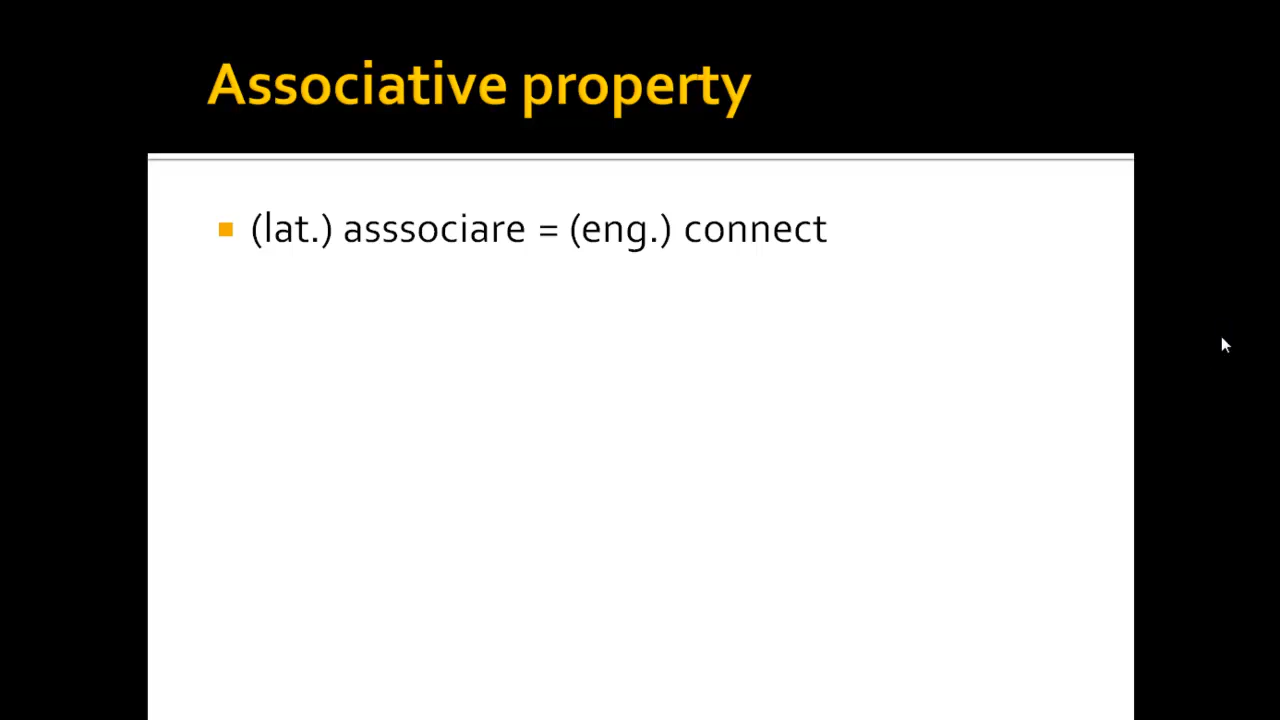 Associative property
(lat.) asssociare = (eng.) connect